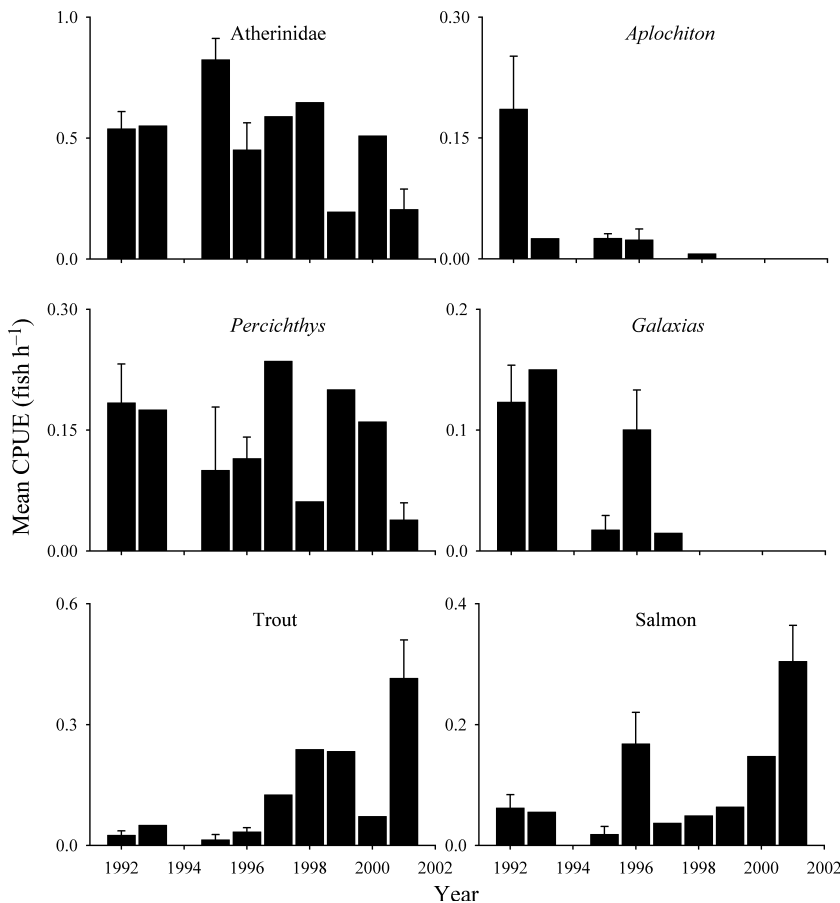 1.0
Atherinidae
0.5
0.0
0.30
Aplochiton
0.15
0.00
Mean CPUE (fish h⁻¹)
0.30
Percichthys
0.15
0.00
0.2
Galaxias
0.1
0.0
0.6
Trout
0.3
0.0
1992 1994 1996 1998 2000 2002
0.4
Salmon
0.2
0.0
1992 1994 1996 1998 2000 2002
Year